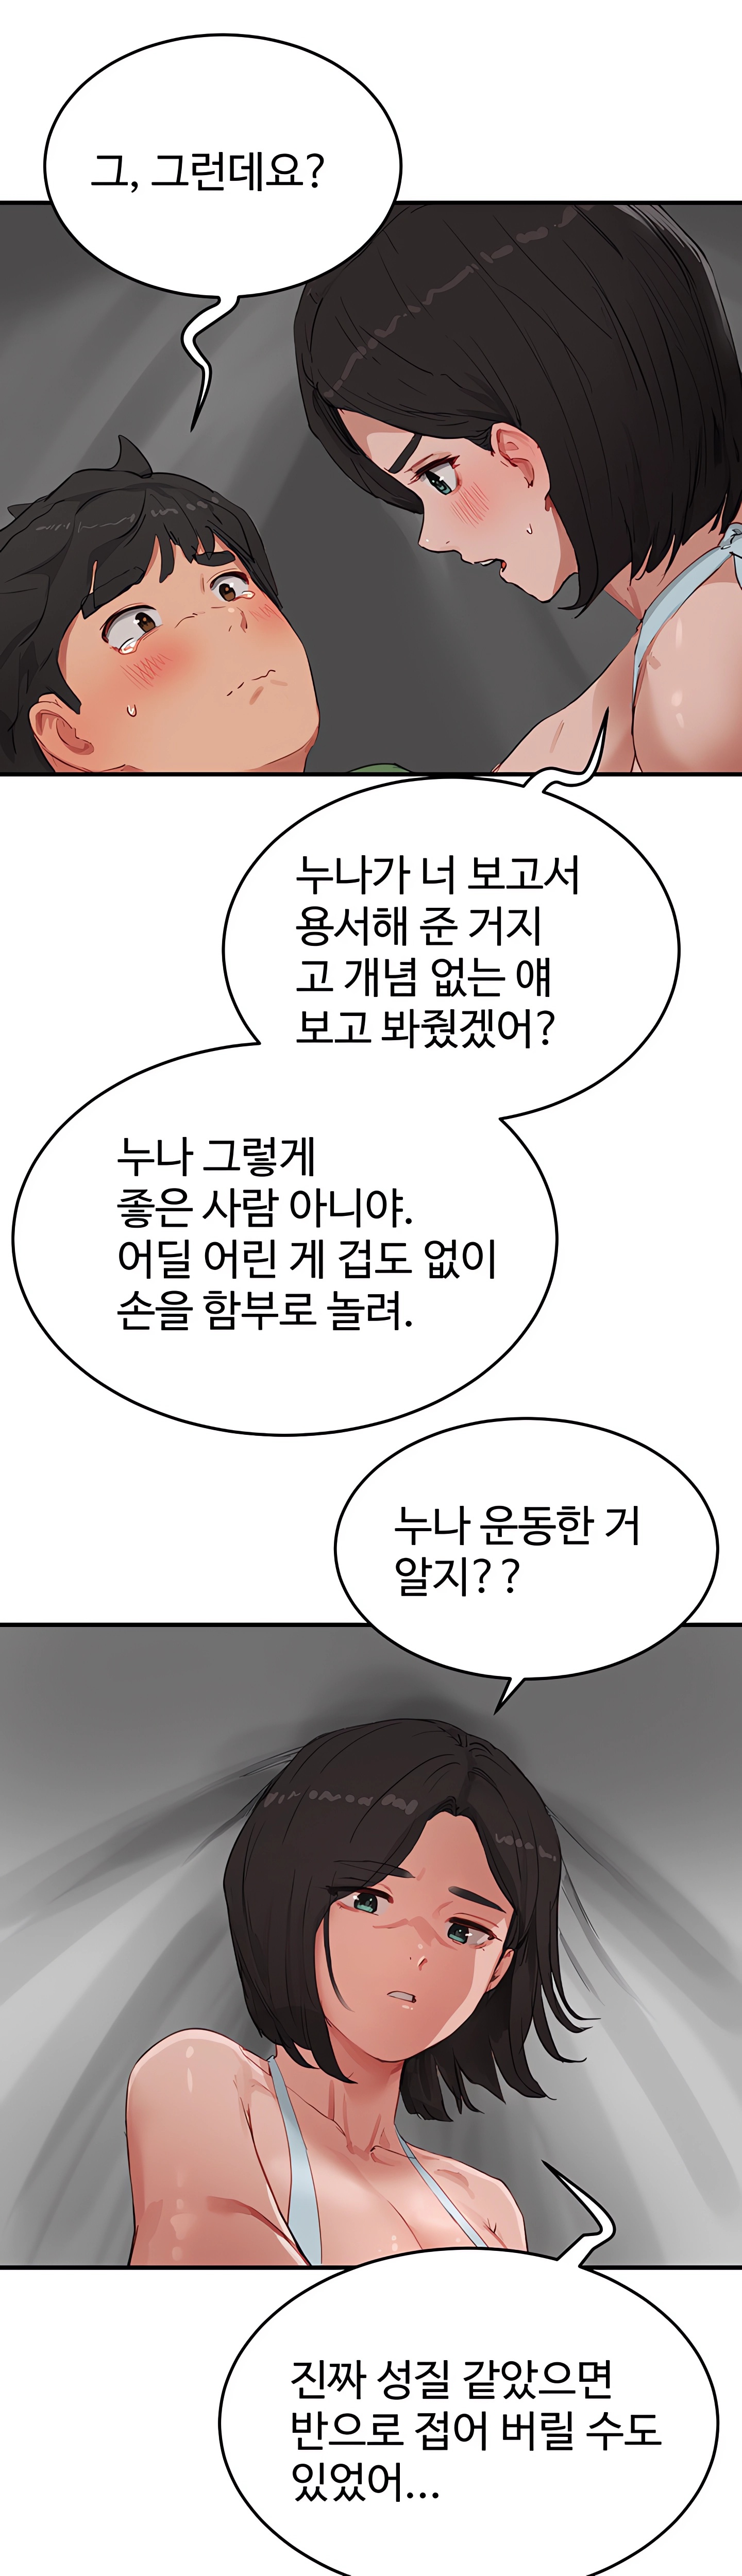 그, 그런데요?
누나가 너 보고서
용서해 준 거지
고 개념 없는 얘
보고 봐줬겠어?
누나 그렇게
좋은 사람 아니야.
어딜 어린 게 겁도 없이
손을 함부로 놀려.
누나 운동한 거
알지??
진짜 성질 같았으면
반으로 접어 버릴 수도
있었어...